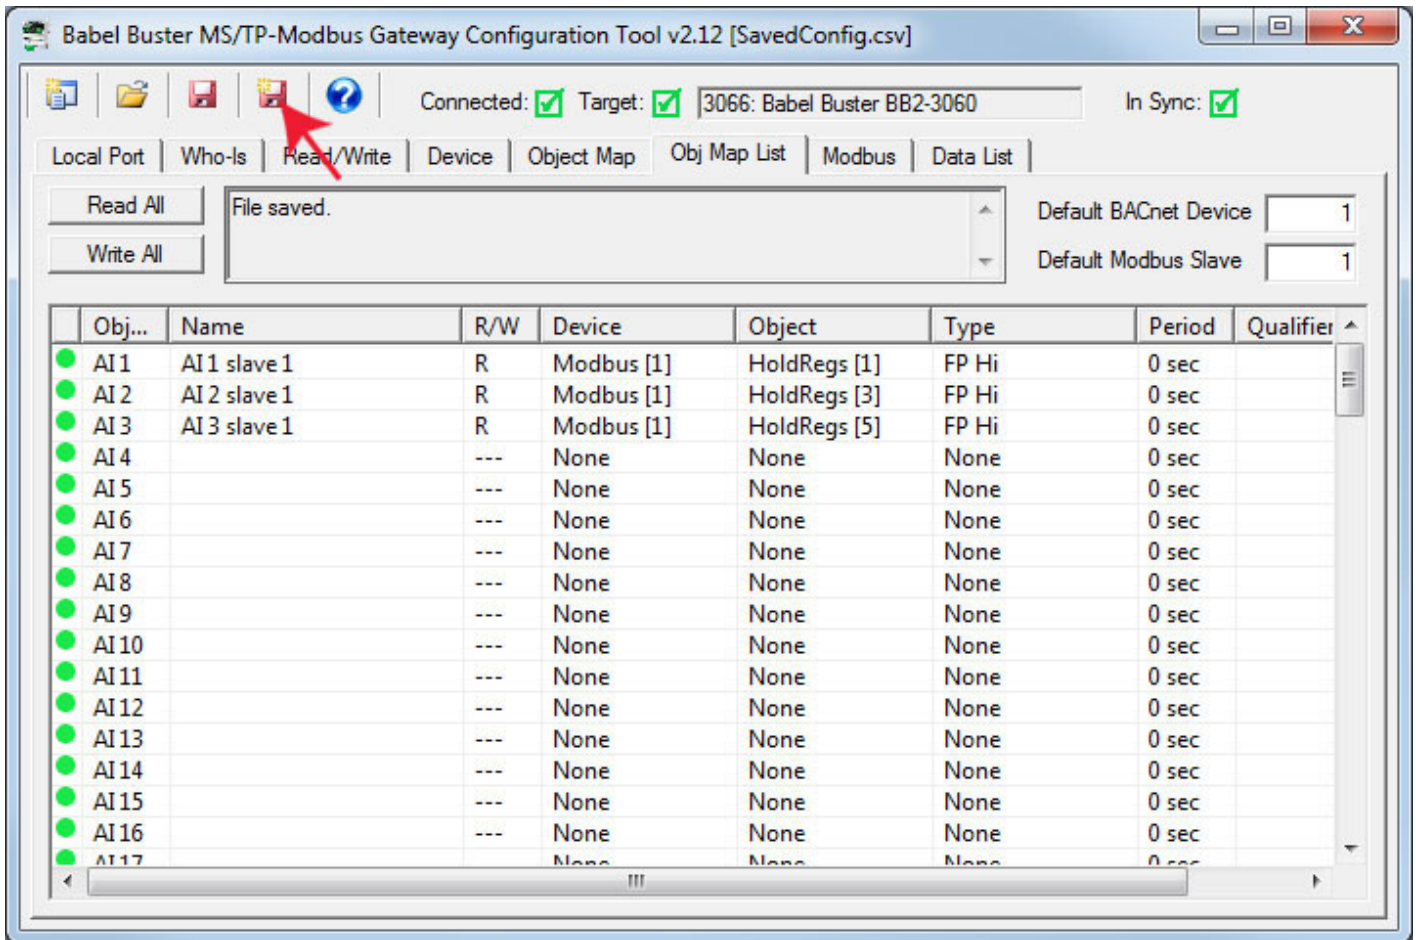 Babel Buster MS/TP-Modbus Gateway Configuration Tool v2.12 [SavedConfig.csv]
Connected: Target: 3066: Babel Buster BB2-3060 In Sync:
Local Port Who-Is Read/Write Device Object Map Obj Map List Modbus Data List
Read All File saved. Default BACnet Device 1
Write All Default Modbus Slave 1
Obj... Name R/W Device Object Type Period Qualifier
AI 1 AI 1 slave 1 R Modbus [1] HoldRegs [1] FP Hi 0 sec
AI 2 AI 2 slave 1 R Modbus [1] HoldRegs [3] FP Hi 0 sec
AI 3 AI 3 slave 1 R Modbus [1] HoldRegs [5] FP Hi 0 sec
AI 4 --- None None None 0 sec
AI 5 --- None None None 0 sec
AI 6 --- None None None 0 sec
AI 7 --- None None None 0 sec
AI 8 --- None None None 0 sec
AI 9 --- None None None 0 sec
AI 10 --- None None None 0 sec
AI 11 --- None None None 0 sec
AI 12 --- None None None 0 sec
AI 13 --- None None None 0 sec
AI 14 --- None None None 0 sec
AI 15 --- None None None 0 sec
AI 16 --- None None None 0 sec
AI 17 None None None 0 sec